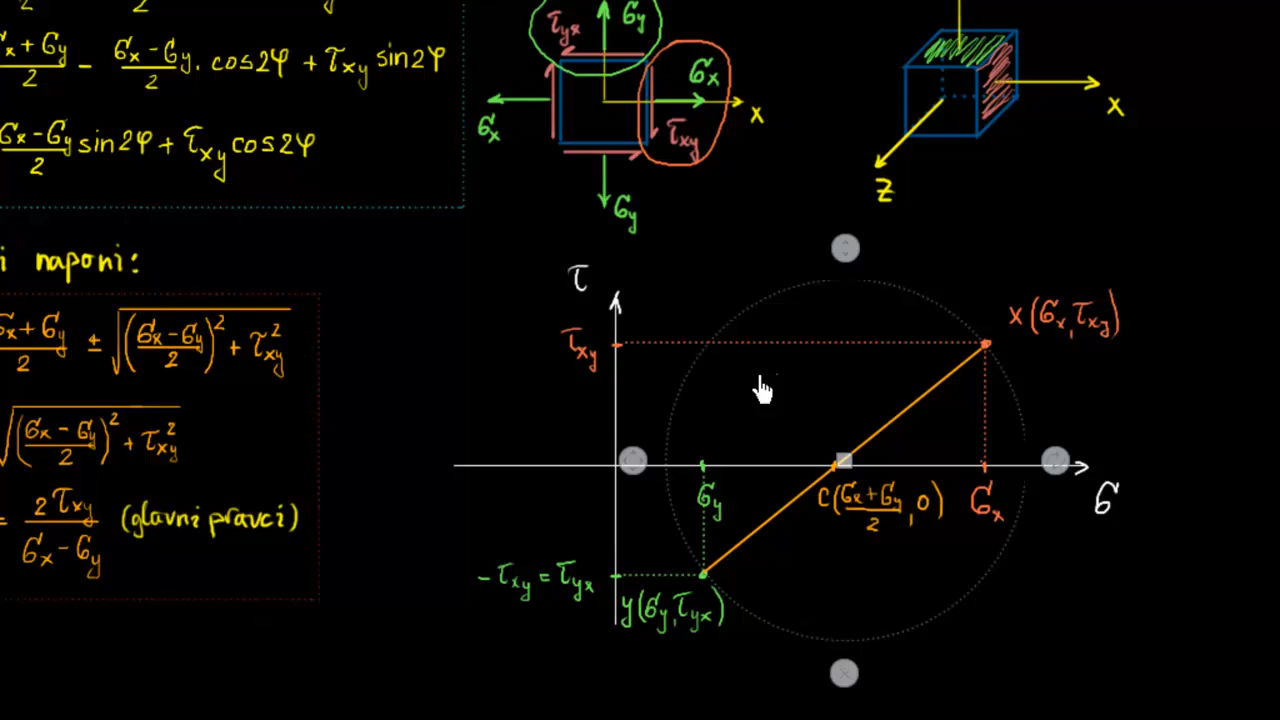 σx + σy / 2 - σx - σy / 2 . cos2φ + τxy sin2φ
σx - σy / 2 sin2φ + τxy cos2φ
τyx σy
σx
x
σx
τxy
σy
x
z
i naponi:
σx + σy / 2 ± √((σx - σy / 2)² + τxy²)
√((σx - σy / 2)² + τxy²)
= 2τxy / σx - σy (glavni pravci)
τ
x(σx, τxy)
τxy
σy
C(σx + σy / 2, 0)
σx
σ
-τxy = τyx
y(σy, τyx)